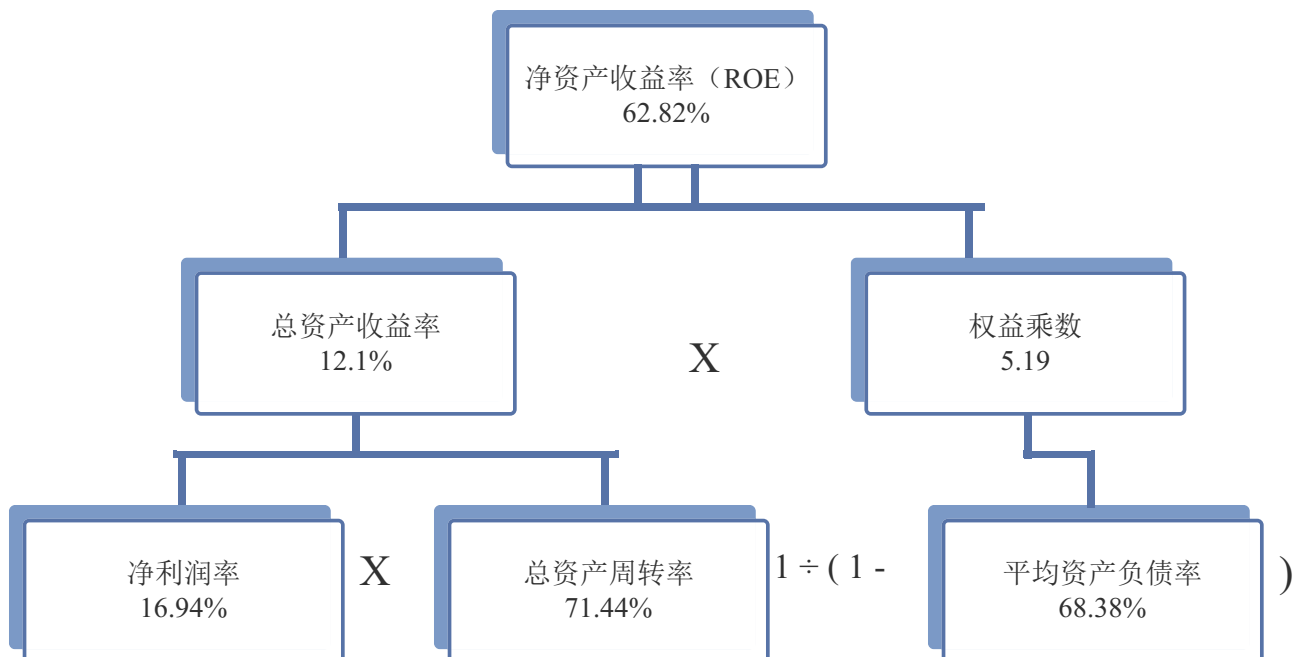 净资产收益率（ROE）
62.82%
总资产收益率
12.1%
X
权益乘数
5.19
净利润率
16.94%
X
总资产周转率
71.44%
1 ÷ ( 1 -
平均资产负债率
68.38%
)